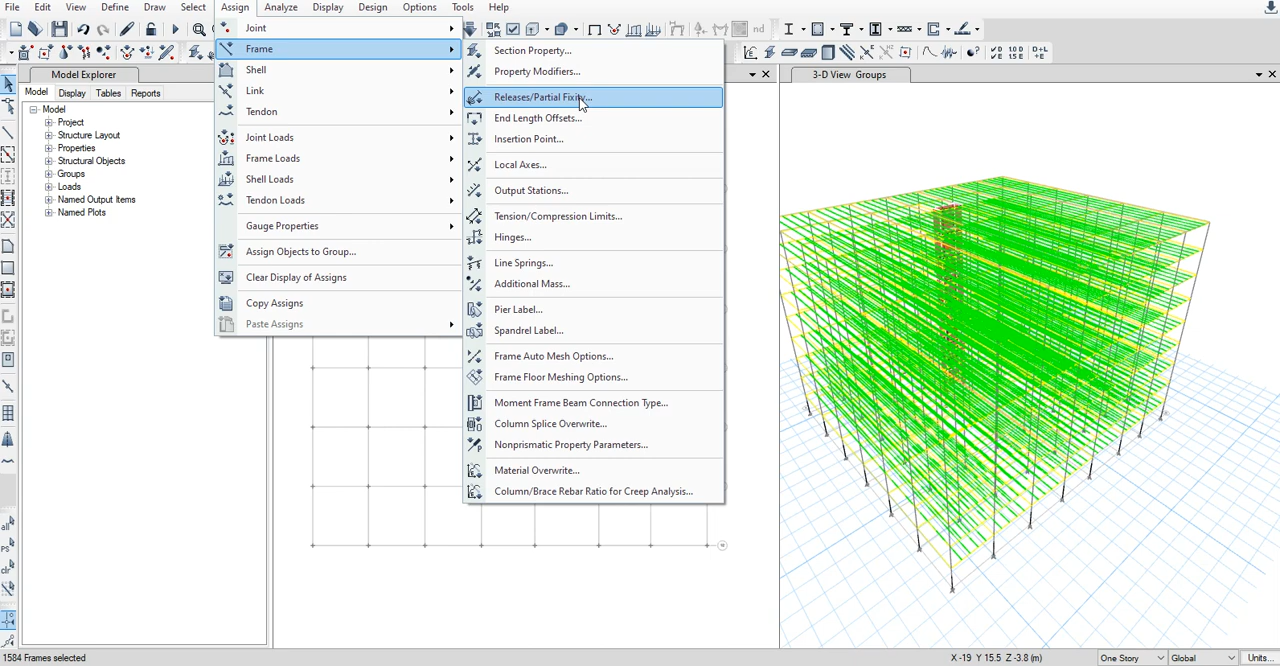 File Edit View Define Draw Select Assign Analyze Display Design Options Tools Help
nd
Model Explorer
Model Display Tables Reports
Model
Project
Structure Layout
Properties
Structural Objects
Groups
Loads
Named Output Items
Named Plots
Joint
Frame
Shell
Link
Tendon
Joint Loads
Frame Loads
Shell Loads
Tendon Loads
Gauge Properties
Assign Objects to Group...
Clear Display of Assigns
Copy Assigns
Paste Assigns
Section Property...
Property Modifiers...
Releases/Partial Fixity...
End Length Offsets...
Insertion Point...
Local Axes...
Output Stations...
Tension/Compression Limits...
Hinges...
Line Springs...
Additional Mass...
Pier Label...
Spandrel Label...
Frame Auto Mesh Options...
Frame Floor Meshing Options...
Moment Frame Beam Connection Type...
Column Splice Overwrite...
Nonprismatic Property Parameters...
Material Overwrite...
Column/Brace Rebar Ratio for Creep Analysis...
3-D View Groups
all
PS
clr
1584 Frames selected
X -19 Y 15.5 Z -3.8 (m)
One Story
Global
Units...